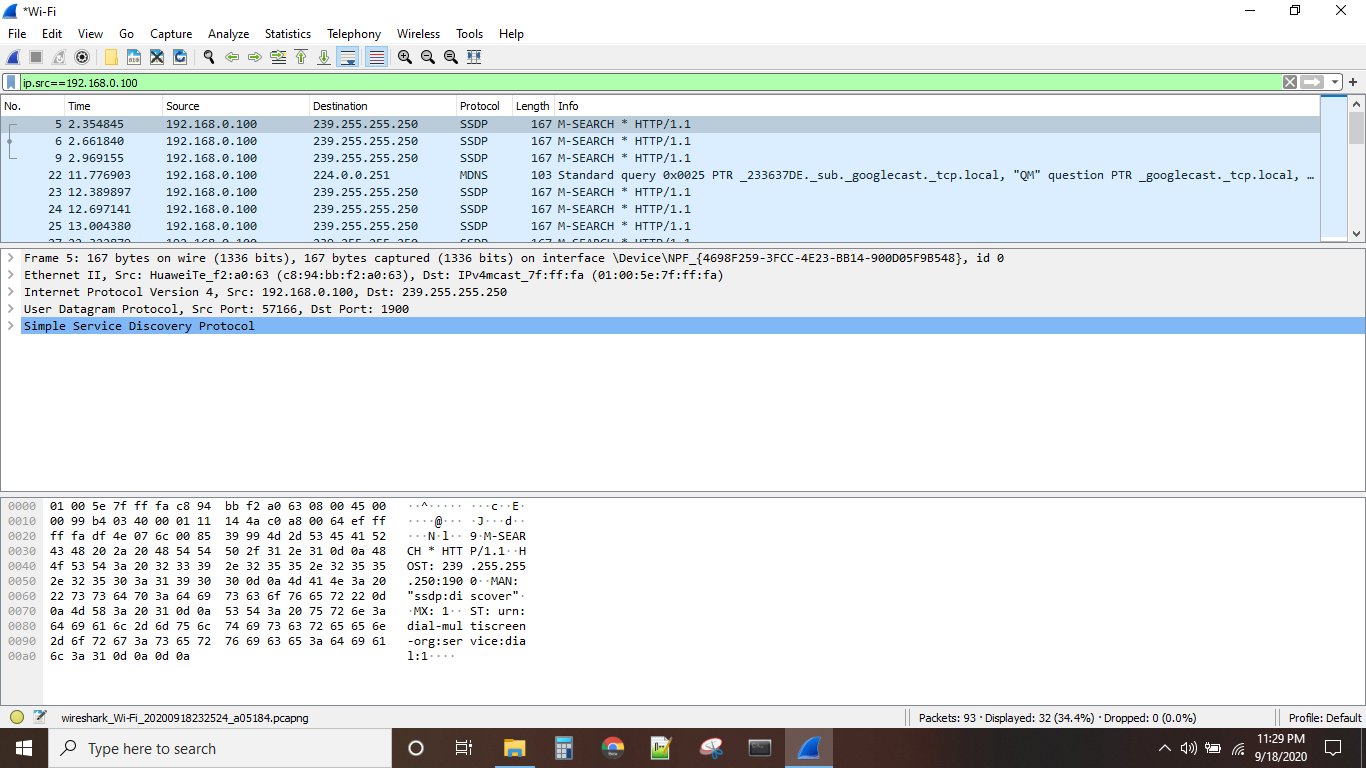 *Wi-Fi
File Edit View Go Capture Analyze Statistics Telephony Wireless Tools Help
ip.src==192.168.0.100
No. Time Source Destination Protocol Length Info
5 2.354845 192.168.0.100 239.255.255.250 SSDP 167 M-SEARCH * HTTP/1.1
6 2.661840 192.168.0.100 239.255.255.250 SSDP 167 M-SEARCH * HTTP/1.1
9 2.969155 192.168.0.100 239.255.255.250 SSDP 167 M-SEARCH * HTTP/1.1
22 11.776903 192.168.0.100 224.0.0.251 MDNS 103 Standard query 0x0025 PTR _233637DE._sub._googlecast._tcp.local, "QM" question PTR _googlecast._tcp.local, …
23 12.389897 192.168.0.100 239.255.255.250 SSDP 167 M-SEARCH * HTTP/1.1
24 12.697141 192.168.0.100 239.255.255.250 SSDP 167 M-SEARCH * HTTP/1.1
25 13.004380 192.168.0.100 239.255.255.250 SSDP 167 M-SEARCH * HTTP/1.1
Frame 5: 167 bytes on wire (1336 bits), 167 bytes captured (1336 bits) on interface \Device\NPF_{4698F259-3FCC-4E23-BB14-900D05F9B548}, id 0
Ethernet II, Src: HuaweiTe_f2:a0:63 (c8:94:bb:f2:a0:63), Dst: IPv4mcast_7f:ff:fa (01:00:5e:7f:ff:fa)
Internet Protocol Version 4, Src: 192.168.0.100, Dst: 239.255.255.250
User Datagram Protocol, Src Port: 57166, Dst Port: 1900
Simple Service Discovery Protocol
0000 01 00 5e 7f ff fa c8 94 bb f2 a0 63 08 00 45 00 ··^····· ···c··E·
0010 00 99 b4 03 40 00 01 11 14 4a c0 a8 00 64 ef ff ····@··· ·J···d··
0020 ff fa df 4e 07 6c 00 85 39 99 4d 2d 53 45 41 52 ···N·l·· 9·M-SEAR
0030 43 48 20 2a 20 48 54 54 50 2f 31 2e 31 0d 0a 48 CH * HTT P/1.1··H
0040 4f 53 54 3a 20 32 33 39 2e 32 35 35 2e 32 35 35 OST: 239 .255.255
0050 2e 32 35 30 3a 31 39 30 30 0d 0a 4d 41 4e 3a 20 .250:190 0··MAN:
0060 22 73 73 64 70 3a 64 69 73 63 6f 76 65 72 22 0d "ssdp:di scover"·
0070 0a 4d 58 3a 20 31 0d 0a 53 54 3a 20 75 72 6e 3a ·MX: 1·· ST: urn:
0080 64 69 61 6c 2d 6d 75 6c 74 69 73 63 72 65 65 6e dial-mul tiscreen
0090 2d 6f 72 67 3a 73 65 72 76 69 63 65 3a 64 69 61 -org:ser vice:dia
00a0 6c 3a 31 0d 0a 0d 0a l:1····
wireshark_Wi-Fi_20200918232524_a05184.pcapng Packets: 93 · Displayed: 32 (34.4%) · Dropped: 0 (0.0%) Profile: Default
Type here to search
11:29 PM
9/18/2020